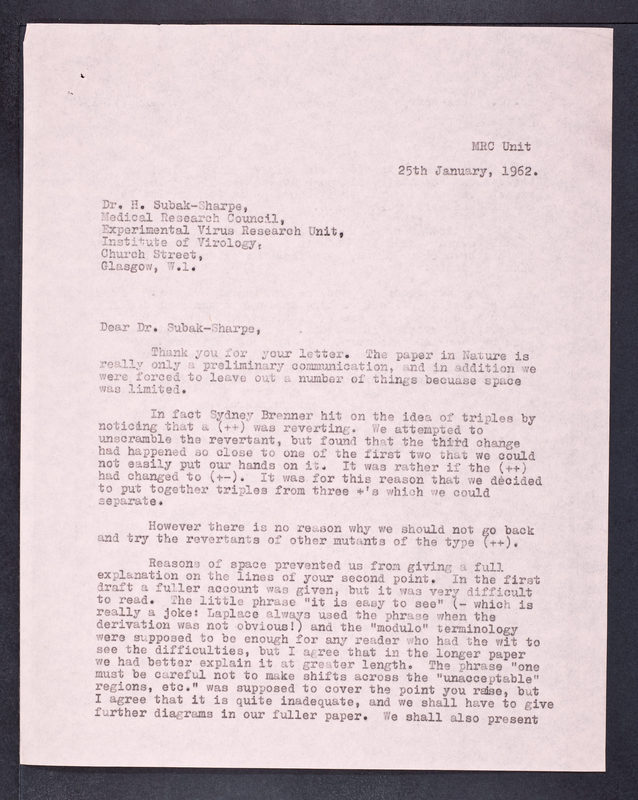 MRC Unit
25th January, 1962.
Dr. H. Subak-Sharpe,
Medical Research Council,
Experimental Virus Research Unit,
Institute of Virology,
Church Street,
Glasgow, W.1.
Dear Dr. Subak-Sharpe,
Thank you for your letter. The paper in Nature is
really only a preliminary communication, and in addition we
were forced to leave out a number of things becuase space
was limited.
In fact Sydney Brenner hit on the idea of triples by
noticing that a (++) was reverting. We attempted to
unscramble the revertant, but found that the third change
had happened so close to one of the first two that we could
not easily put our hands on it. It was rather if the (++)
had changed to (+-). It was for this reason that we decided
to put together triples from three +'s which we could
separate.
However there is no reason why we should not go back
and try the revertants of other mutants of the type (++).
Reasons of space prevented us from giving a full
explanation on the lines of your second point. In the first
draft a fuller account was given, but it was very difficult
to read. The little phrase "it is easy to see" (- which is
really a joke: Laplace always used the phrase when the
derivation was not obvious!) and the "modulo" terminology
were supposed to be enough for any reader who had the wit to
see the difficulties, but I agree that in the longer paper
we had better explain it at greater length. The phrase "one
must be careful not to make shifts across the "unacceptable"
regions, etc." was supposed to cover the point you raise, but
I agree that it is quite inadequate, and we shall have to give
further diagrams in our fuller paper. We shall also present